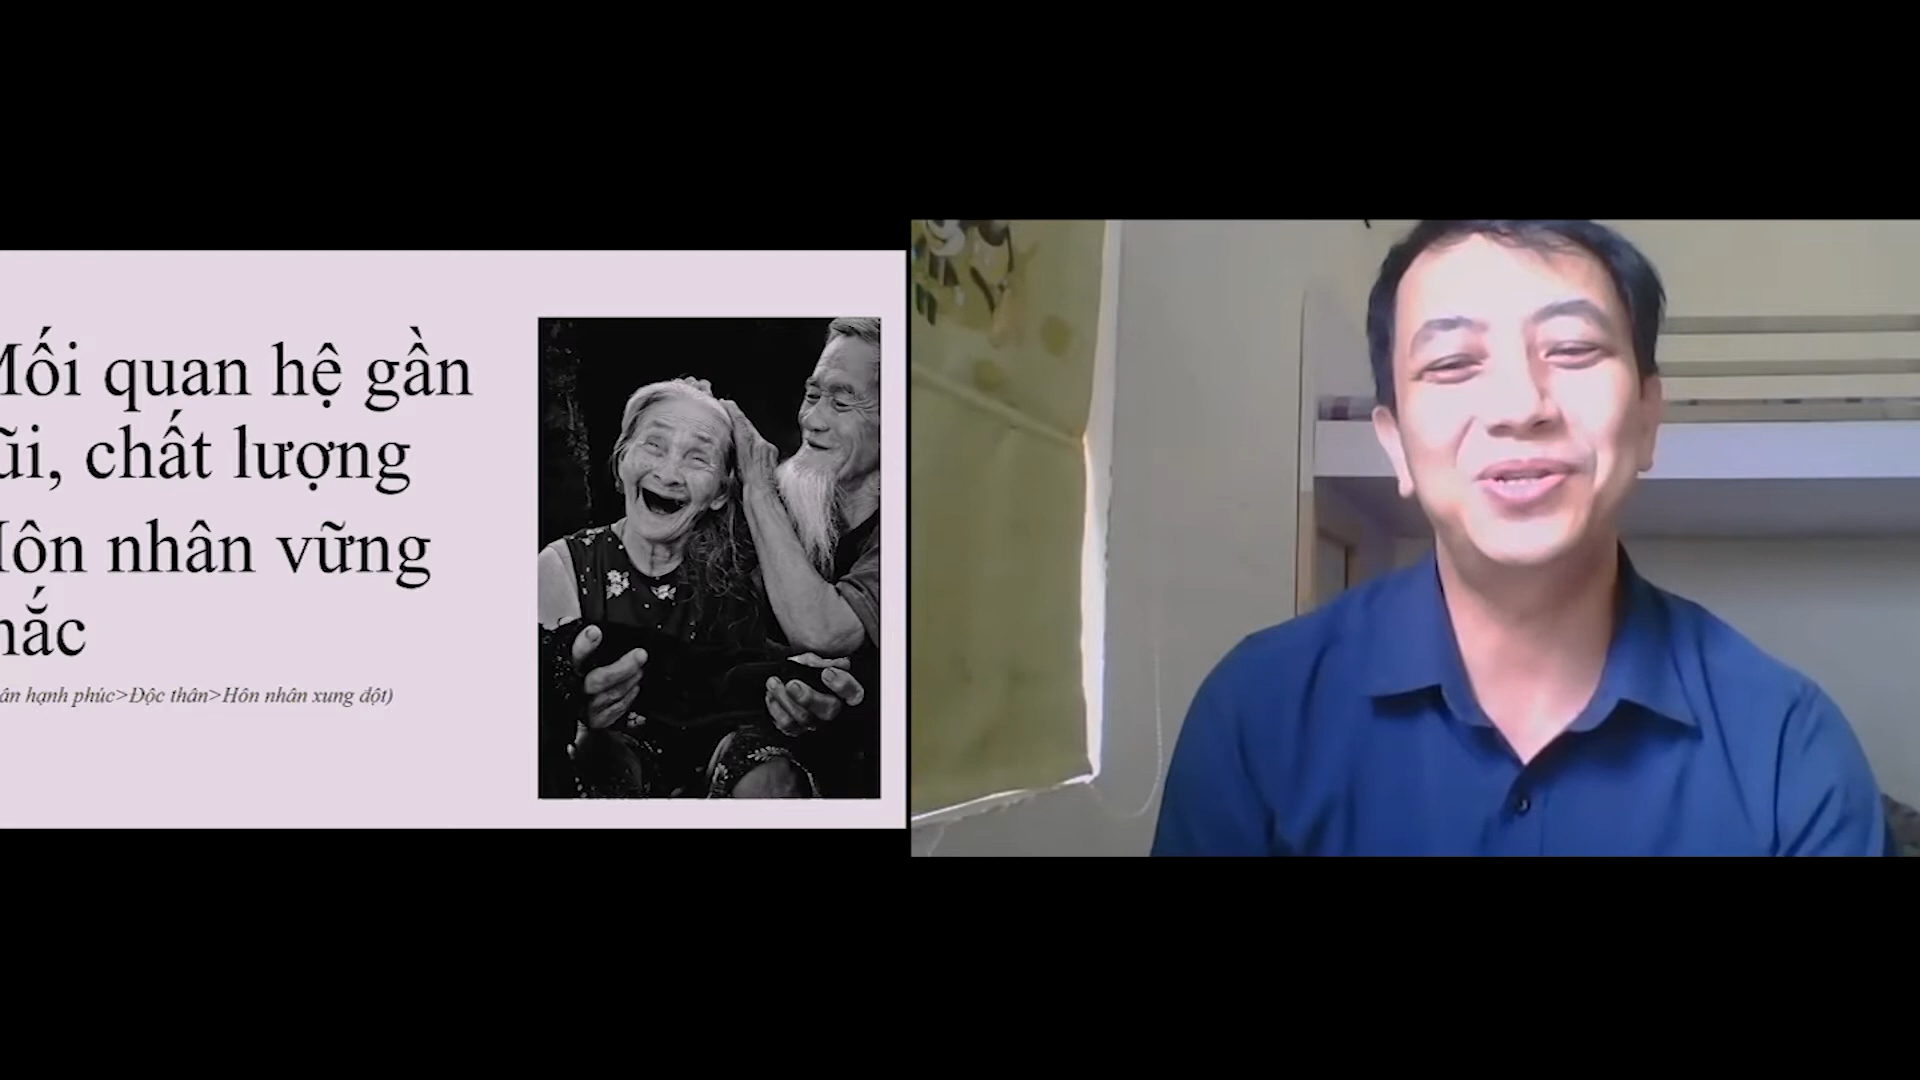 Mối quan hệ gần
ũi, chất lượng
Hôn nhân vững
hắc
ân hạnh phúc>Độc thân>Hôn nhân xung đột)